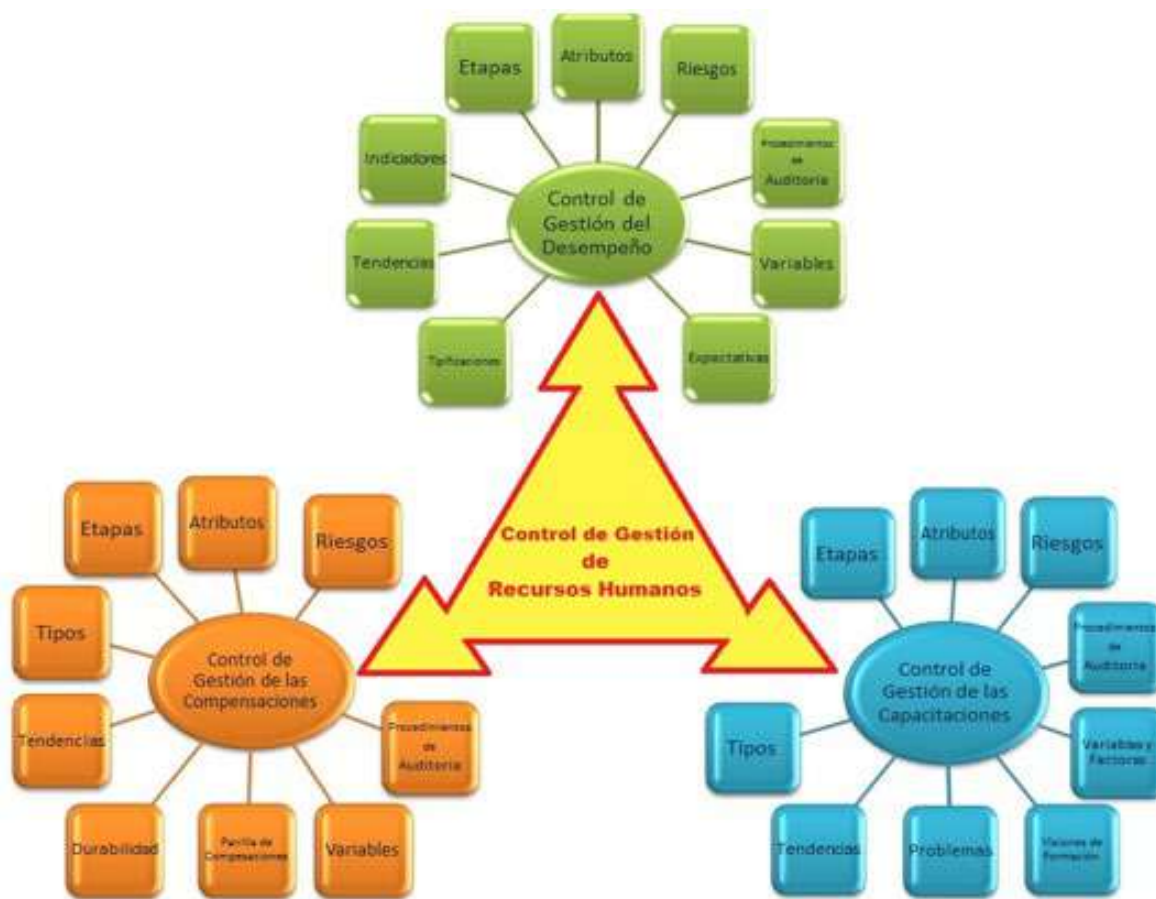 Etapas
Atributos
Riesgos
Indicadores
Procedimientos
de
Auditoria
Control de
Gestión del
Desempeño
Tendencias
Variables
Tipificaciones
Expectativas
Control de Gestión
de
Recursos Humanos
Etapas
Atributos
Riesgos
Tipos
Control de
Gestión de las
Compensaciones
Tendencias
Procedimientos
de
Auditoria
Durabilidad
Variables
Etapas
Atributos
Riesgos
Procedimientos
de
Auditoria
Control de
Gestión de las
Capacitaciones
Tipos
Variables y
Factores
Tendencias
Problemas
Visiones de
Formación